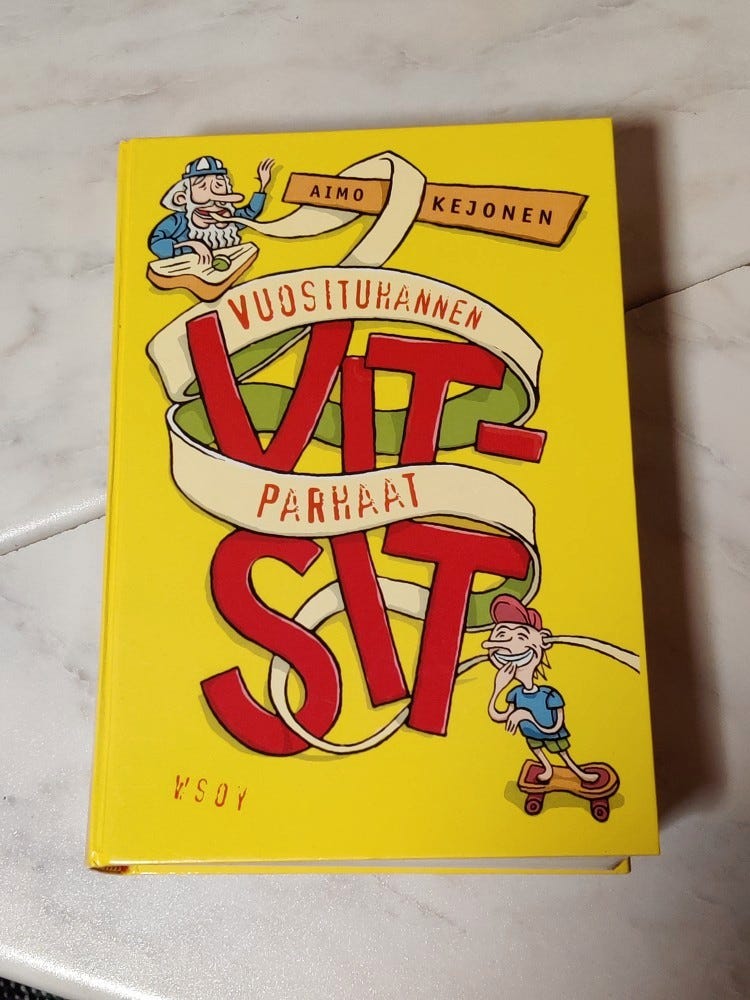 AIMO KEJONEN
VUOSITUHANNEN
VIT-
PARHAAT
SIT
WSOY